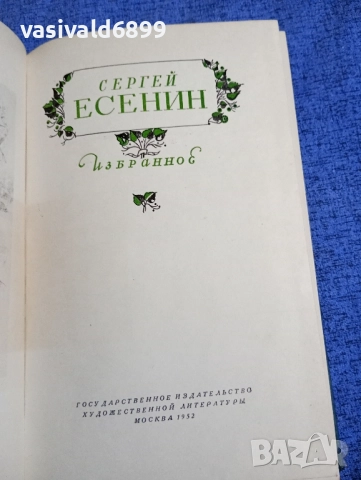 vasivald6899
СЕРГЕЙ
ЕСЕНИН
ИЗБРАННОЕ
ГОСУДАРСТВЕННОЕ ИЗДАТЕЛЬСТВО
ХУДОЖЕСТВЕННОЙ ЛИТЕРАТУРЫ
МОСКВА 1952
BAZAR